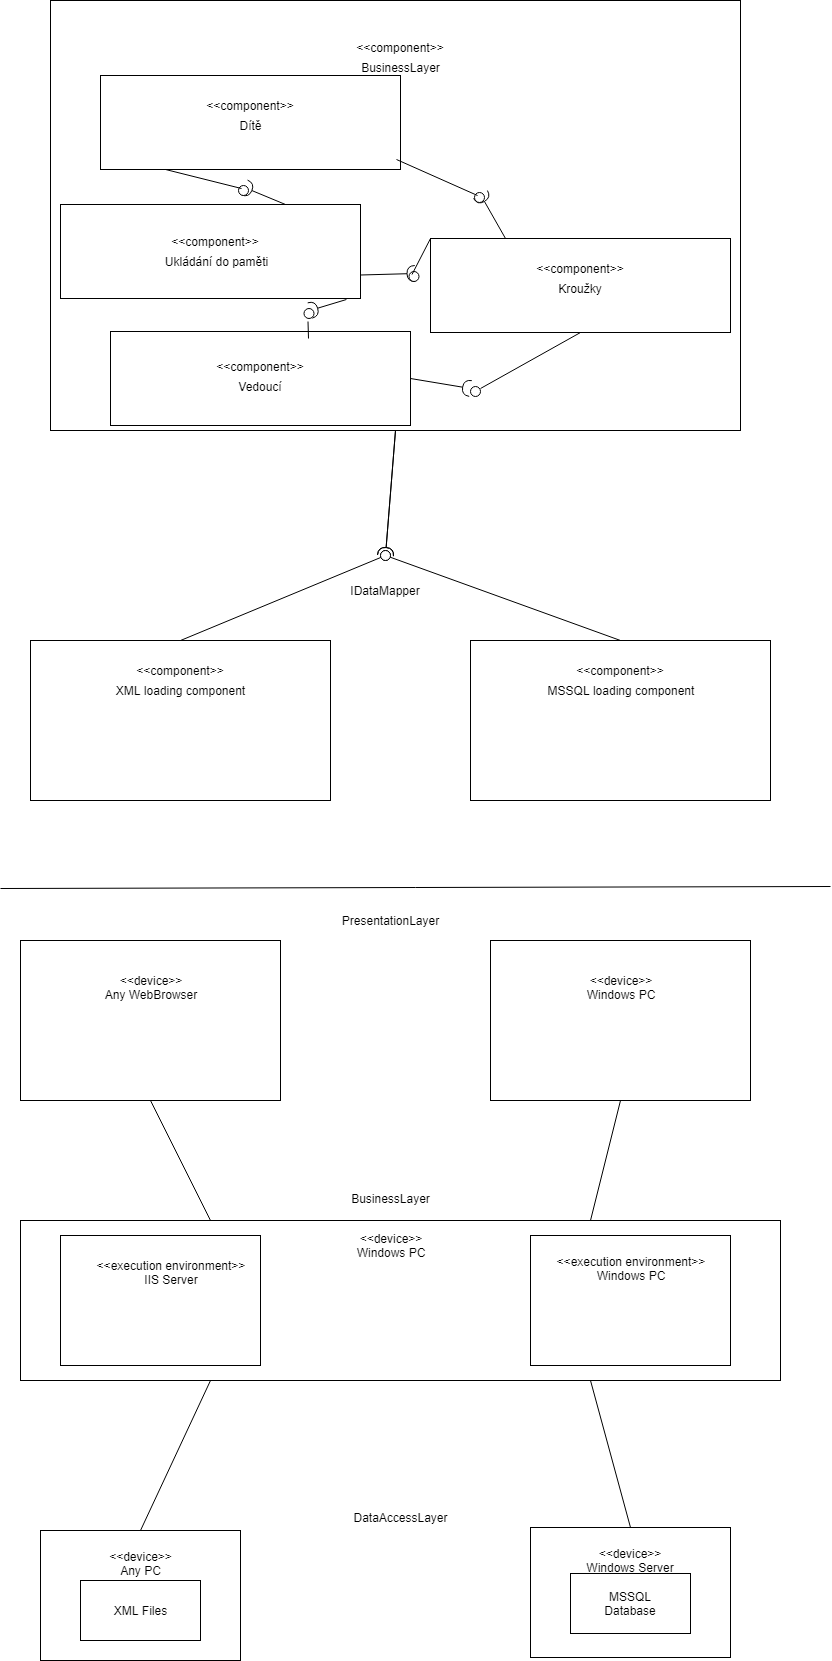 <<component>>
BusinessLayer
<<component>>
Dítě
<<component>>
Ukládání do paměti
<<component>>
Kroužky
<<component>>
Vedoucí
IDataMapper
<<component>>
XML loading component
<<component>>
MSSQL loading component
PresentationLayer
<<device>>
Any WebBrowser
<<device>>
Windows PC
BusinessLayer
<<device>>
Windows PC
<<execution environment>>
IIS Server
<<execution environment>>
Windows PC
DataAccessLayer
<<device>>
Any PC
XML Files
<<device>>
Windows Server
MSSQL
Database